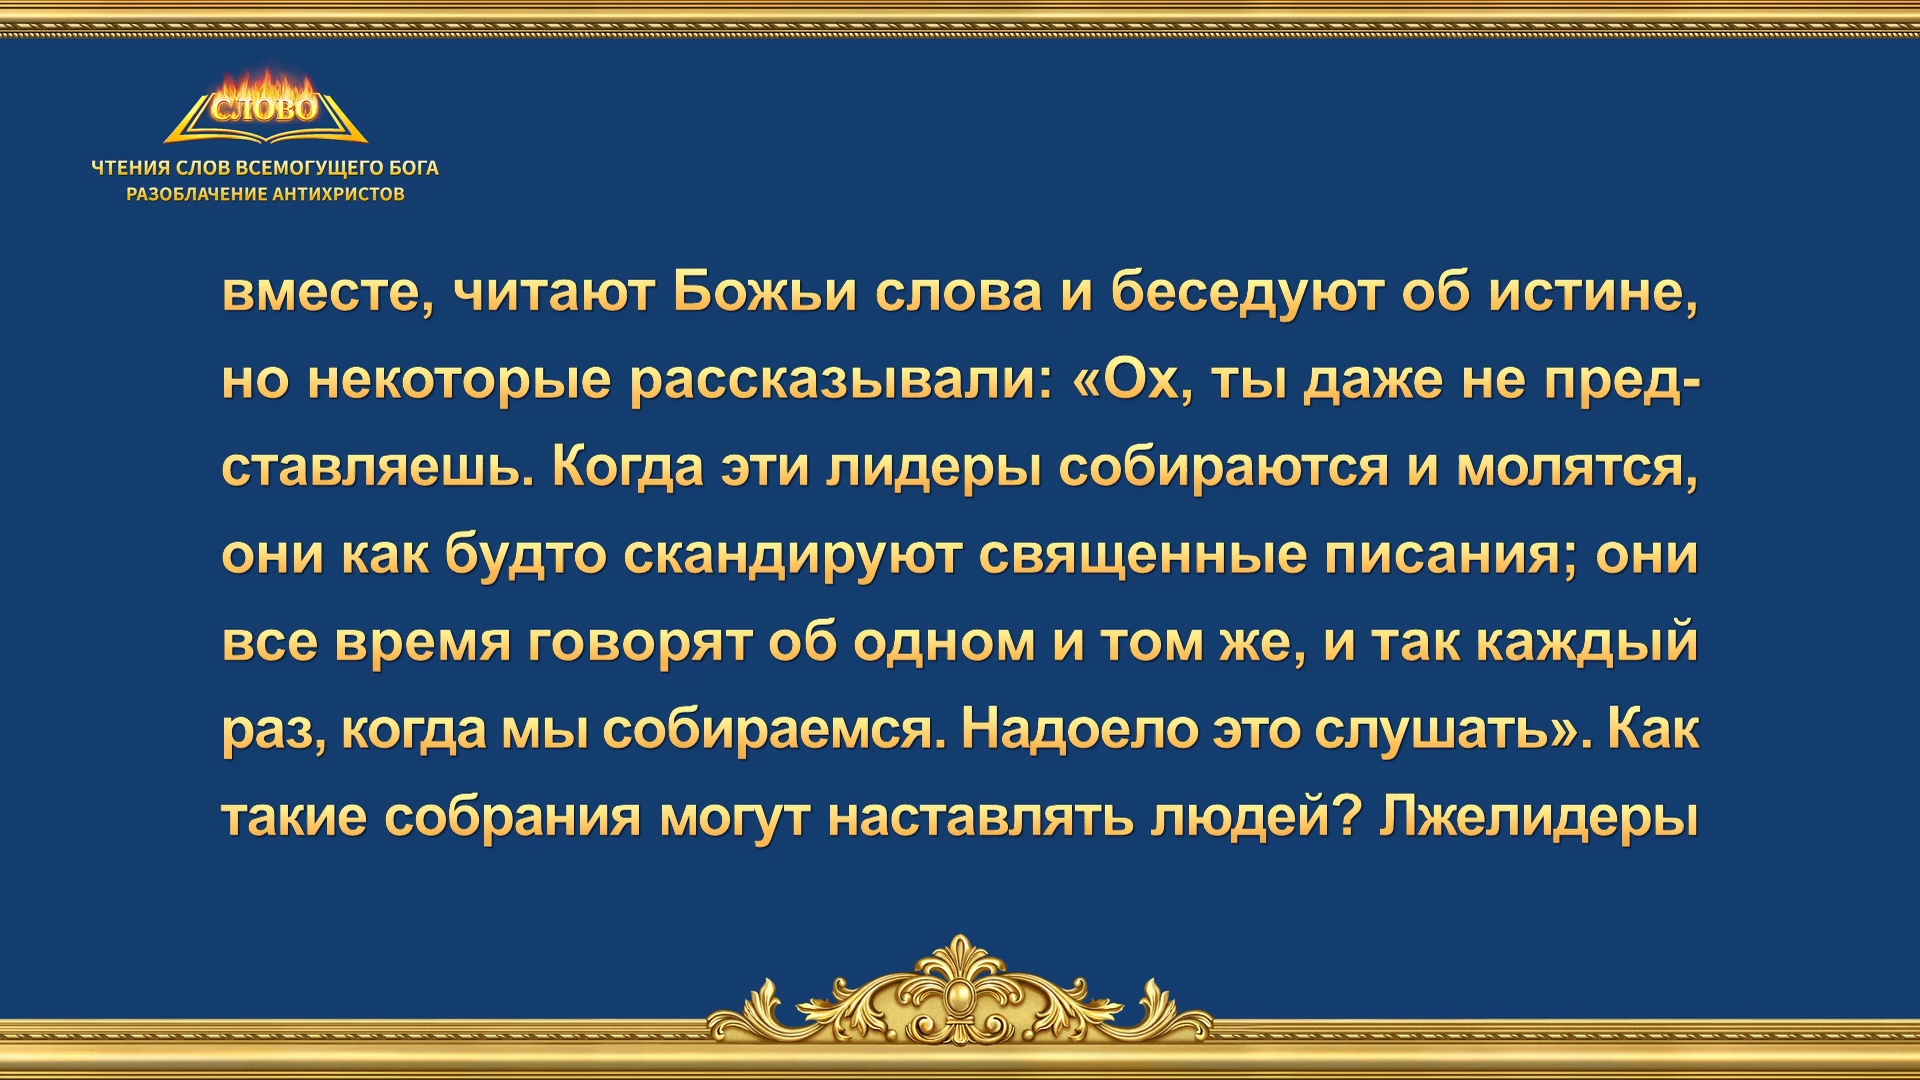 СЛОВО
ЧТЕНИЯ СЛОВ ВСЕМОГУЩЕГО БОГА
РАЗОБЛАЧЕНИЕ АНТИХРИСТОВ
вместе, читают Божьи слова и беседуют об истине,
но некоторые рассказывали: «Ох, ты даже не пред-
ставляешь. Когда эти лидеры собираются и молятся,
они как будто скандируют священные писания; они
все время говорят об одном и том же, и так каждый
раз, когда мы собираемся. Надоело это слушать». Как
такие собрания могут наставлять людей? Лжелидеры